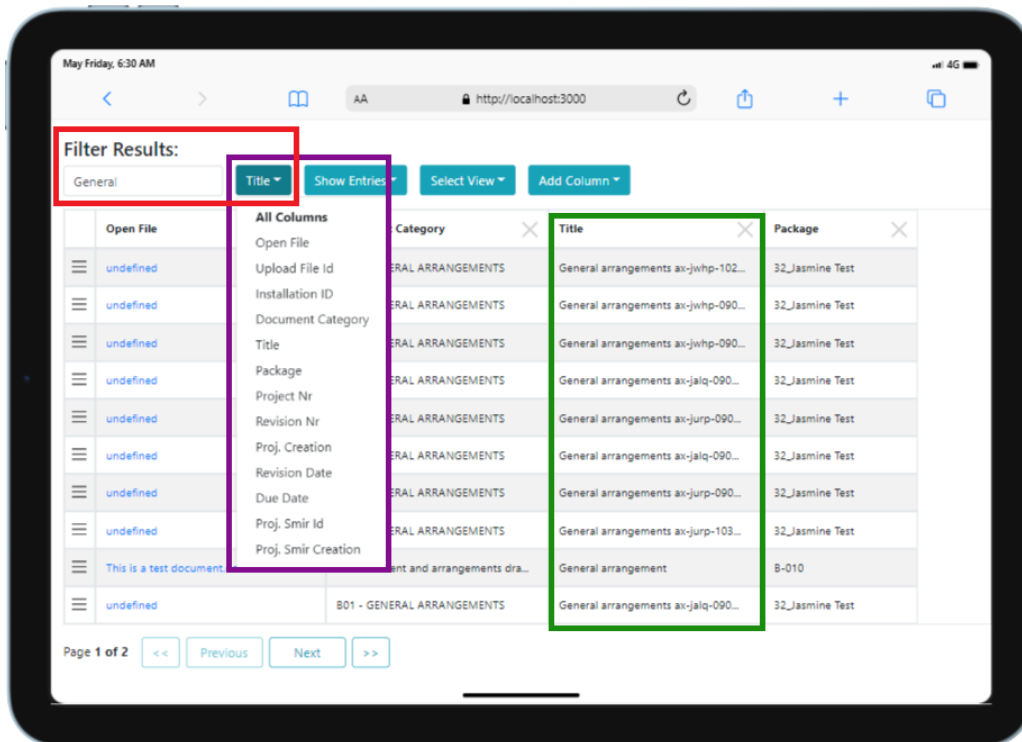 May Friday, 6:30 AM
4G
AA http://localhost:3000
Filter Results:
General Title Show Entries Select View Add Column
All Columns
Open File
Upload File Id
Installation ID
Document Category
Title
Package
Project Nr
Revision Nr
Proj. Creation
Revision Date
Due Date
Proj. Smir Id
Proj. Smir Creation
Open File Category Title Package
undefined ERAL ARRANGEMENTS General arrangements ax-jwhp-102... 32_Jasmine Test
undefined ERAL ARRANGEMENTS General arrangements ax-jwhp-090... 32_Jasmine Test
undefined ERAL ARRANGEMENTS General arrangements ax-jwhp-090... 32_Jasmine Test
undefined ERAL ARRANGEMENTS General arrangements ax-jalq-090... 32_Jasmine Test
undefined ERAL ARRANGEMENTS General arrangements ax-jurp-090... 32_Jasmine Test
undefined ERAL ARRANGEMENTS General arrangements ax-jalq-090... 32_Jasmine Test
undefined ERAL ARRANGEMENTS General arrangements ax-jurp-090... 32_Jasmine Test
undefined ERAL ARRANGEMENTS General arrangements ax-jurp-103... 32_Jasmine Test
This is a test document. ent and arrangements dra... General arrangement B-010
undefined B01 - GENERAL ARRANGEMENTS General arrangements ax-jalq-090... 32_Jasmine Test
Page 1 of 2 << Previous Next >>